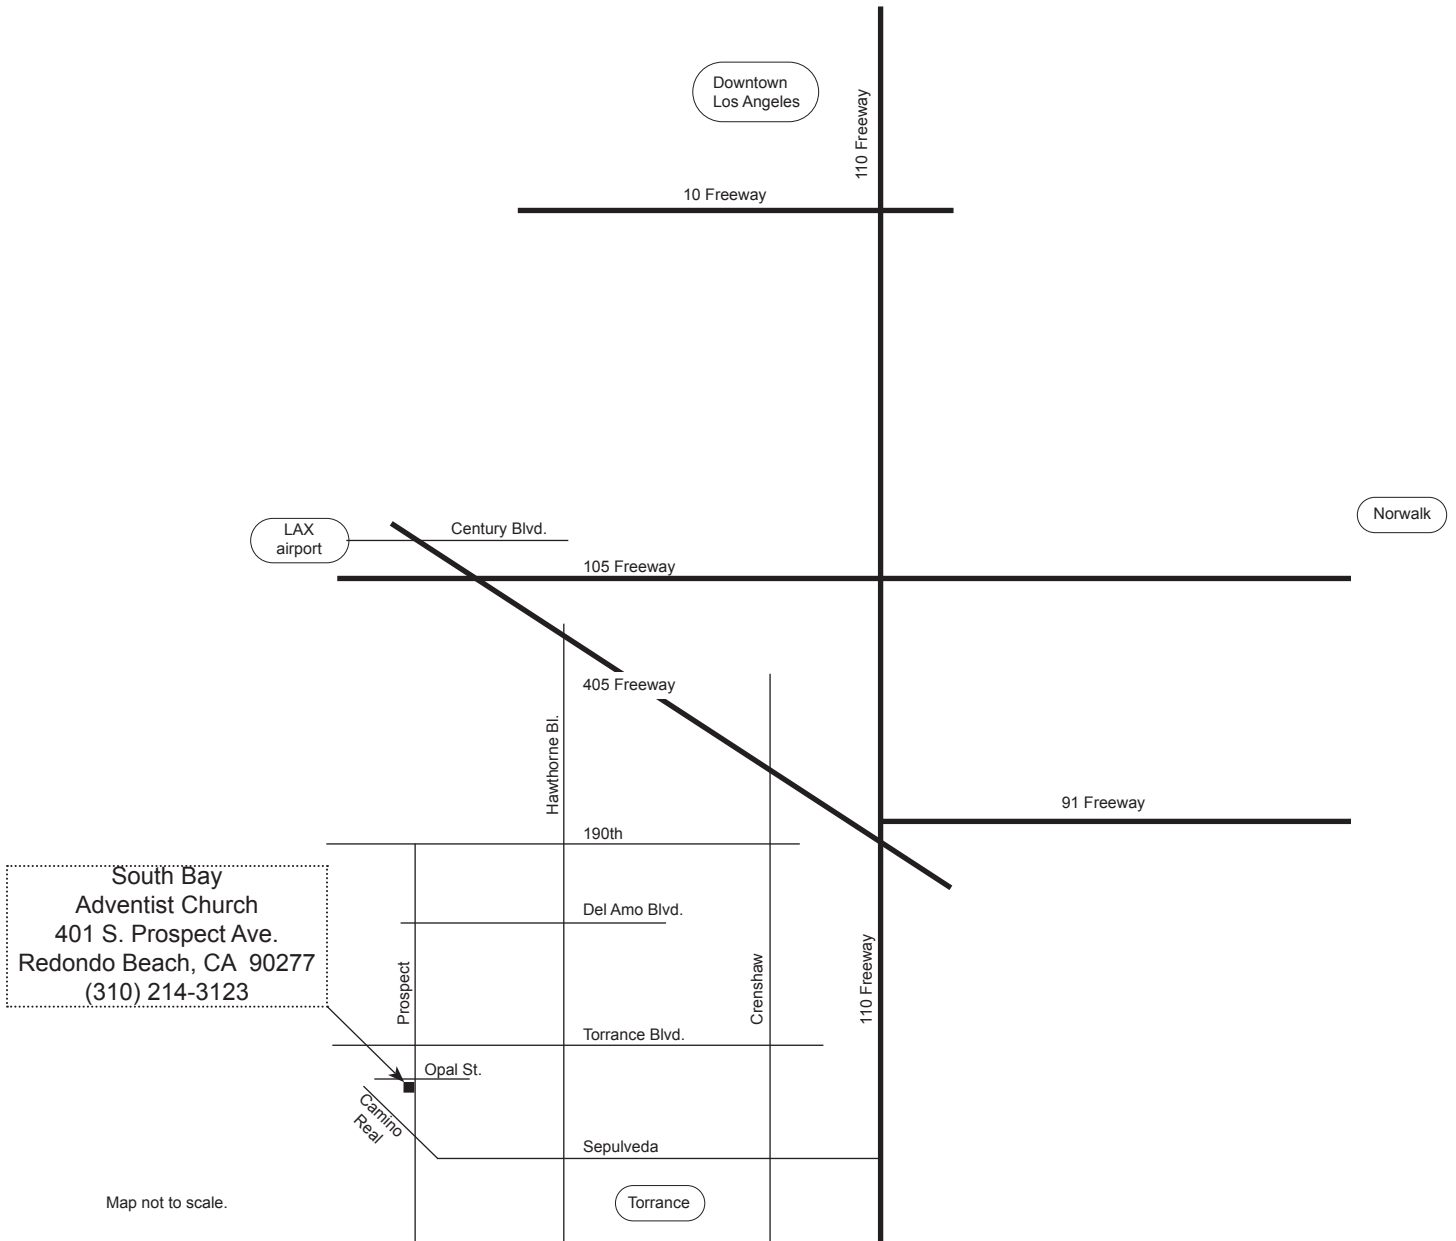 Downtown
Los Angeles
110 Freeway
10 Freeway
Norwalk
LAX
airport
Century Blvd.
105 Freeway
405 Freeway
Hawthorne Bl.
91 Freeway
190th
South Bay
Adventist Church
401 S. Prospect Ave.
Redondo Beach, CA  90277
(310) 214-3123
Del Amo Blvd.
Prospect
Crenshaw
110 Freeway
Torrance Blvd.
Opal St.
Camino
Real
Sepulveda
Map not to scale.
Torrance